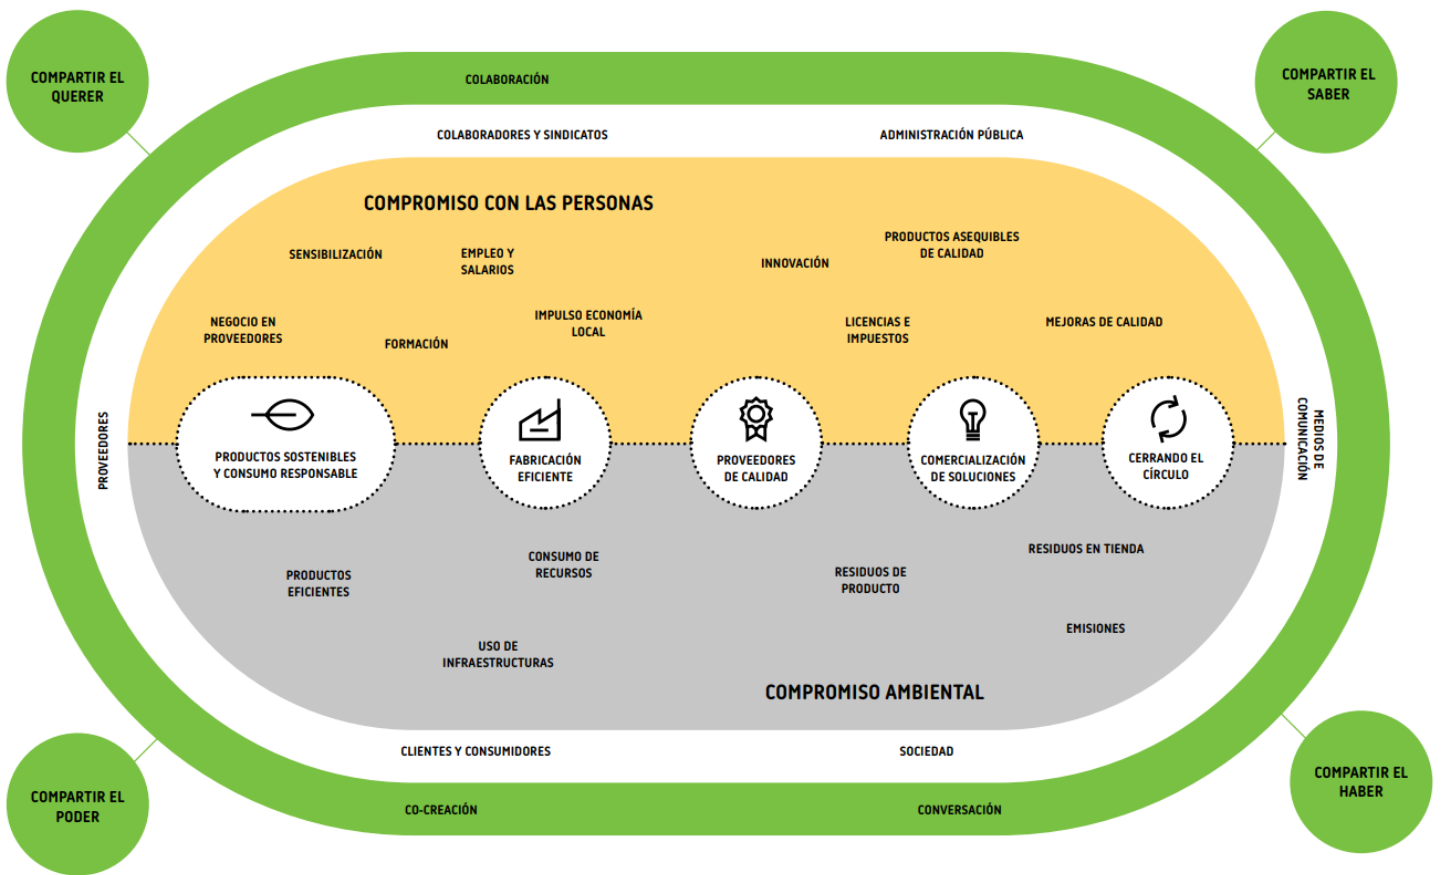 COMPARTIR EL
QUERER
COMPARTIR EL
SABER
COLABORACIÓN
COLABORADORES Y SINDICATOS
ADMINISTRACIÓN PÚBLICA
COMPROMISO CON LAS PERSONAS
SENSIBILIZACIÓN
EMPLEO Y
SALARIOS
INNOVACIÓN
PRODUCTOS ASEQUIBLES
DE CALIDAD
NEGOCIO EN
PROVEEDORES
FORMACIÓN
IMPULSO ECONOMÍA
LOCAL
LICENCIAS E
IMPUESTOS
MEJORAS DE CALIDAD
PROVEEDORES
PRODUCTOS SOSTENIBLES
Y CONSUMO RESPONSABLE
FABRICACIÓN
EFICIENTE
PROVEEDORES
DE CALIDAD
COMERCIALIZACIÓN
DE SOLUCIONES
CERRANDO EL
CÍRCULO
MEDIOS DE
COMUNICACIÓN
PRODUCTOS
EFICIENTES
CONSUMO DE
RECURSOS
RESIDUOS DE
PRODUCTO
RESIDUOS EN TIENDA
USO DE
INFRAESTRUCTURAS
EMISIONES
COMPROMISO AMBIENTAL
CLIENTES Y CONSUMIDORES
SOCIEDAD
CO-CREACIÓN
CONVERSACIÓN
COMPARTIR EL
PODER
COMPARTIR EL
HABER